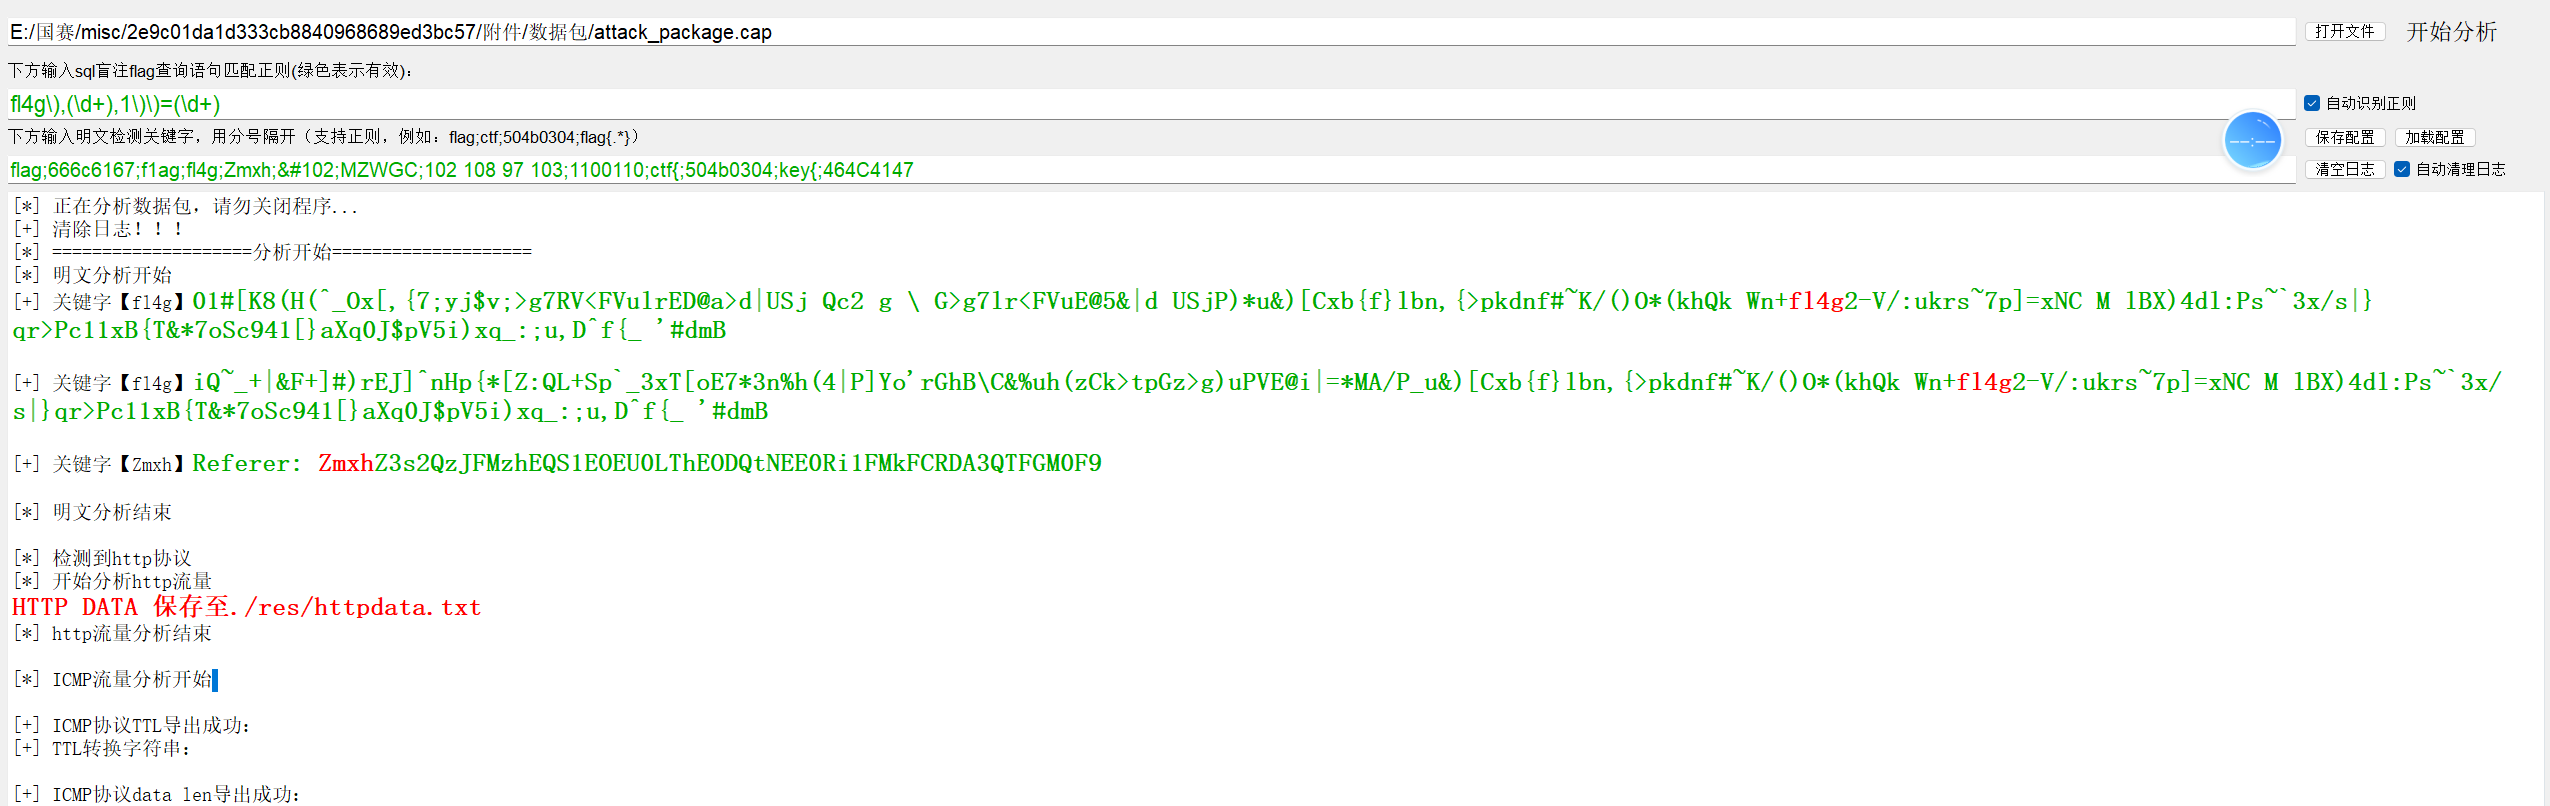 E:/国赛/misc/2e9c01da1d333cb8840968689ed3bc57/附件/数据包/attack_package.cap 打开文件 开始分析
下方输入sql盲注flag查询语句匹配正则(绿色表示有效)：
fl4g\),(\d+),1\)\)=(\d+) 自动识别正则
下方输入明文检测关键字，用分号隔开（支持正则，例如：flag;ctf;504b0304;flag{.*}） 保存配置 加载配置
flag;666c6167;f1ag;fl4g;Zmxh;&#102;MZWGC;102 108 97 103;1100110;ctf{;504b0304;key{;464C4147 清空日志 自动清理日志
[*] 正在分析数据包，请勿关闭程序...
[+] 清除日志！！！
[*] ====================分析开始====================
[*] 明文分析开始
[+] 关键字【fl4g】01#[K8(H(^_Ox[,{7;yj$v;>g7RV<FVulrED@a>d|USj Qc2 g \ G>g7lr<FVuE@5&|d USjP)*u&)[Cxb{f}lbn,{>pkdnf#~K/()O*(khQk Wn+fl4g2-V/:ukrs~7p]=xNC M lBX)4dl:Ps~`3x/s|}
qr>Pc11xB{T&*7oSc941[}aXq0J$pV5i)xq_:;u,D^f{_ '#dmB
[+] 关键字【fl4g】iQ~_+|&F+]#)rEJ]^nHp{*[Z:QL+Sp`_3xT[oE7*3n%h(4|P]Yo'rGhB\C&%uh(zCk>tpGz>g)uPVE@i|=*MA/P_u&)[Cxb{f}lbn,{>pkdnf#~K/()O*(khQk Wn+fl4g2-V/:ukrs~7p]=xNC M lBX)4dl:Ps~`3x/
s|}qr>Pc11xB{T&*7oSc941[}aXq0J$pV5i)xq_:;u,D^f{_ '#dmB
[+] 关键字【Zmxh】Referer: ZmxhZ3s2QzJFMzhEQS1EOEU0LThEODQtNEE0Ri1FMkFCRDA3QTFGM0F9
[*] 明文分析结束
[*] 检测到http协议
[*] 开始分析http流量
HTTP DATA 保存至./res/httpdata.txt
[*] http流量分析结束
[*] ICMP流量分析开始
[+] ICMP协议TTL导出成功：
[+] TTL转换字符串：
[+] ICMP协议data len导出成功：